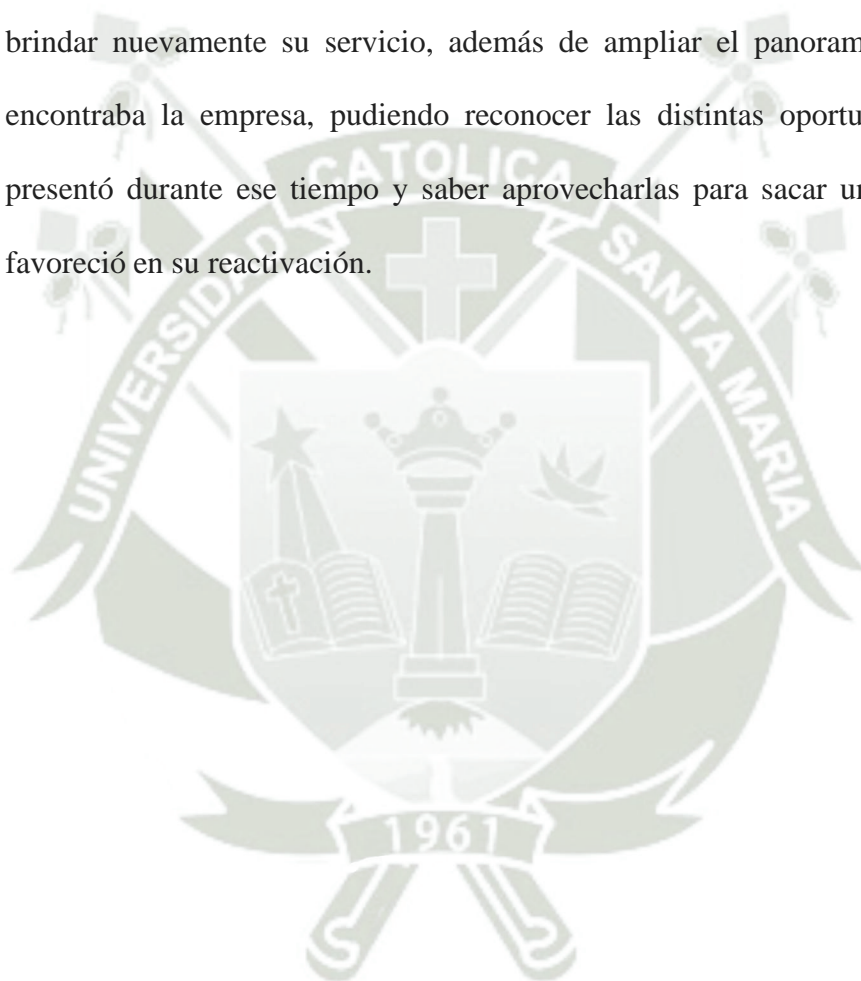 brindar nuevamente su servicio, además de ampliar el panoram
encontraba la empresa, pudiendo reconocer las distintas oportu
presentó durante ese tiempo y saber aprovecharlas para sacar un
favoreció en su reactivación.
UNIVERSIDAD CATOLICA SANTA MARIA
1961